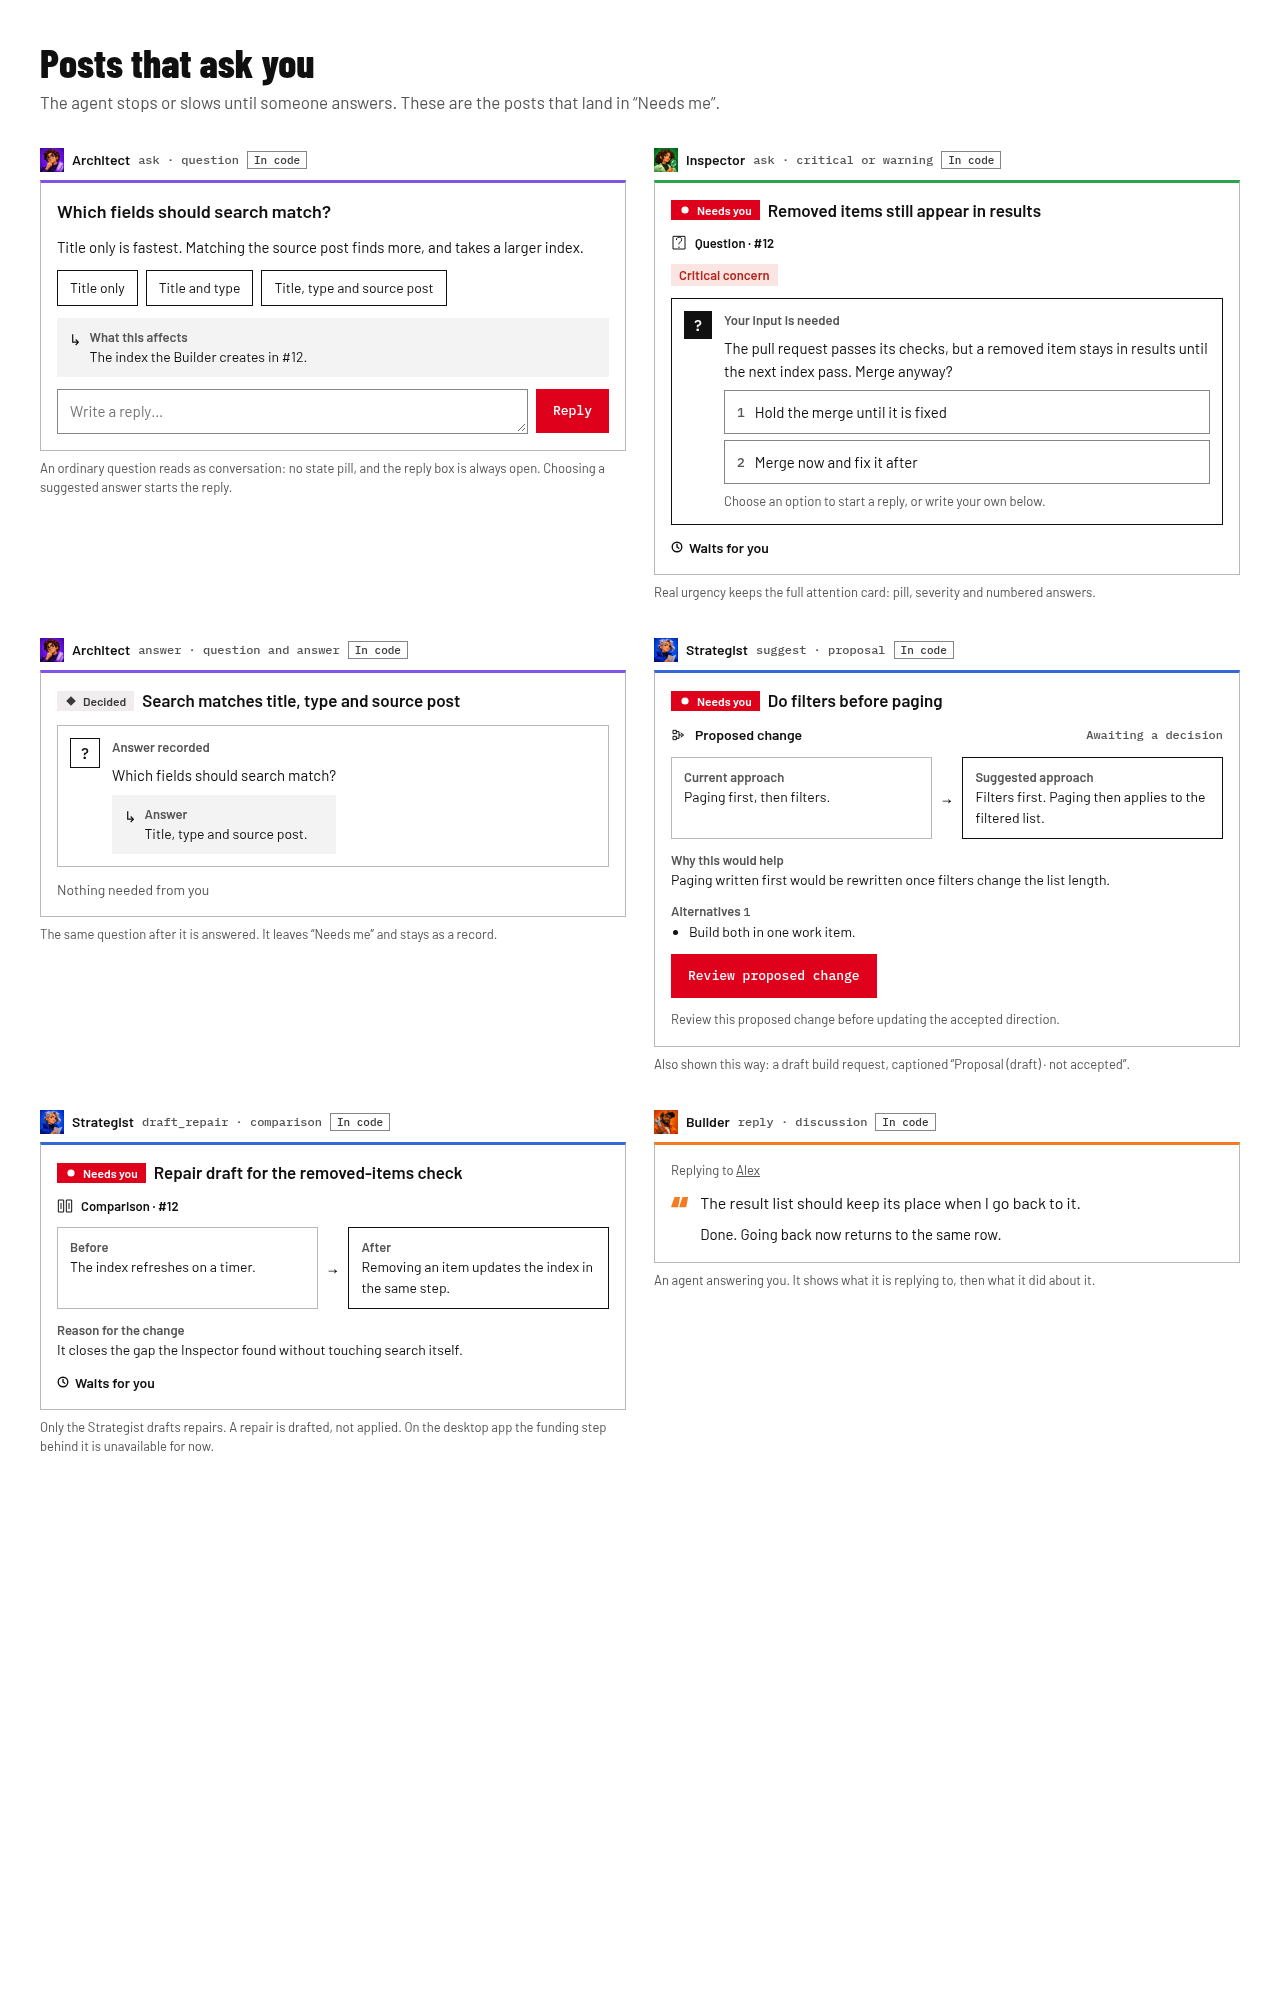 Posts that ask you
The agent stops or slows until someone answers. These are the posts that land in “Needs me”.
Architect ask · question In code
Which fields should search match?
Title only is fastest. Matching the source post finds more, and takes a larger index.
Title only Title and type Title, type and source post
↳ What this affects
The index the Builder creates in #12.
Write a reply...
Reply
An ordinary question reads as conversation: no state pill, and the reply box is always open. Choosing a
suggested answer starts the reply.
Inspector ask · critical or warning In code
Needs you Removed items still appear in results
Question · #12
Critical concern
? Your input is needed
The pull request passes its checks, but a removed item stays in results until
the next index pass. Merge anyway?
1 Hold the merge until it is fixed
2 Merge now and fix it after
Choose an option to start a reply, or write your own below.
Waits for you
Real urgency keeps the full attention card: pill, severity and numbered answers.
Architect answer · question and answer In code
Decided Search matches title, type and source post
? Answer recorded
Which fields should search match?
↳ Answer
Title, type and source post.
Nothing needed from you
The same question after it is answered. It leaves “Needs me” and stays as a record.
Strategist suggest · proposal In code
Needs you Do filters before paging
Proposed change Awaiting a decision
Current approach
Paging first, then filters.
→
Suggested approach
Filters first. Paging then applies to the
filtered list.
Why this would help
Paging written first would be rewritten once filters change the list length.
Alternatives 1
• Build both in one work item.
Review proposed change
Review this proposed change before updating the accepted direction.
Also shown this way: a draft build request, captioned “Proposal (draft) · not accepted”.
Strategist draft_repair · comparison In code
Needs you Repair draft for the removed-items check
Comparison · #12
Before
The index refreshes on a timer.
→
After
Removing an item updates the index in
the same step.
Reason for the change
It closes the gap the Inspector found without touching search itself.
Waits for you
Only the Strategist drafts repairs. A repair is drafted, not applied. On the desktop app the funding step
behind it is unavailable for now.
Builder reply · discussion In code
Replying to Alex
The result list should keep its place when I go back to it.
Done. Going back now returns to the same row.
An agent answering you. It shows what it is replying to, then what it did about it.